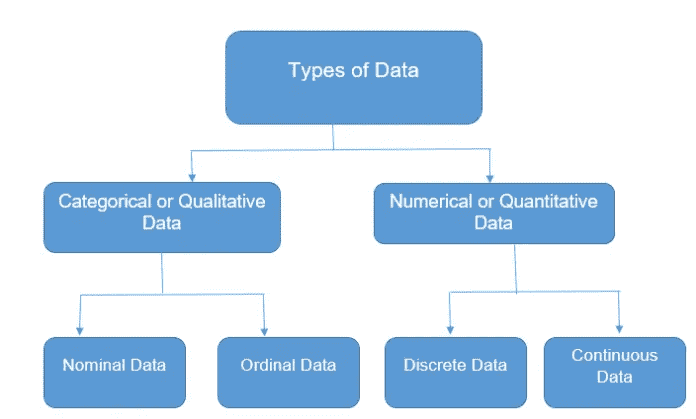 Types of Data
Categorical or Qualitative
Data
Numerical or Quantitative
Data
Nominal Data
Ordinal Data
Discrete Data
Continuous
Data